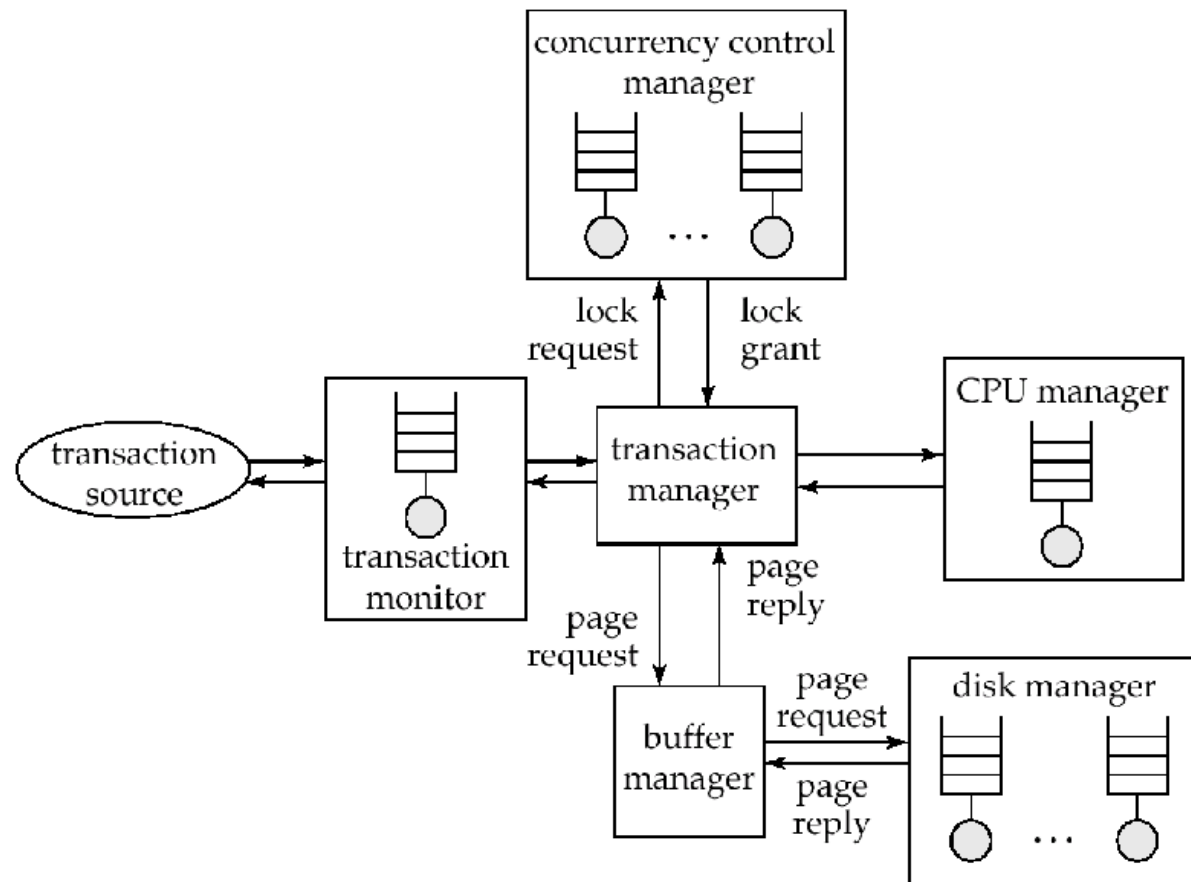 concurrency control
manager
...
...
lock
request
lock
grant
CPU manager
transaction
source
transaction
manager
transaction
monitor
page
request
page
reply
buffer
manager
page
request
page
reply
disk manager